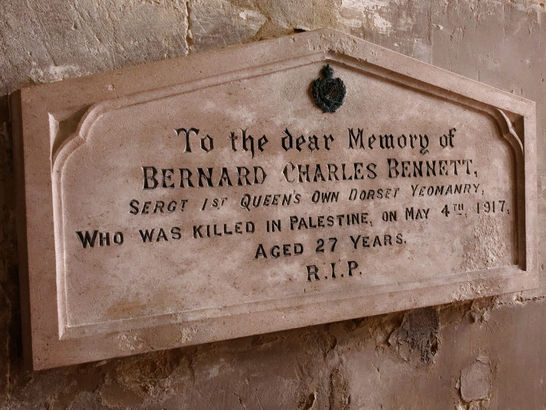 To the dear Memory of
BERNARD CHARLES BENNETT,
SERGT 1ST QUEEN'S OWN DORSET YEOMANRY,
WHO WAS KILLED IN PALESTINE, ON MAY 4TH, 1917,
AGED 27 YEARS.
R.I.P.